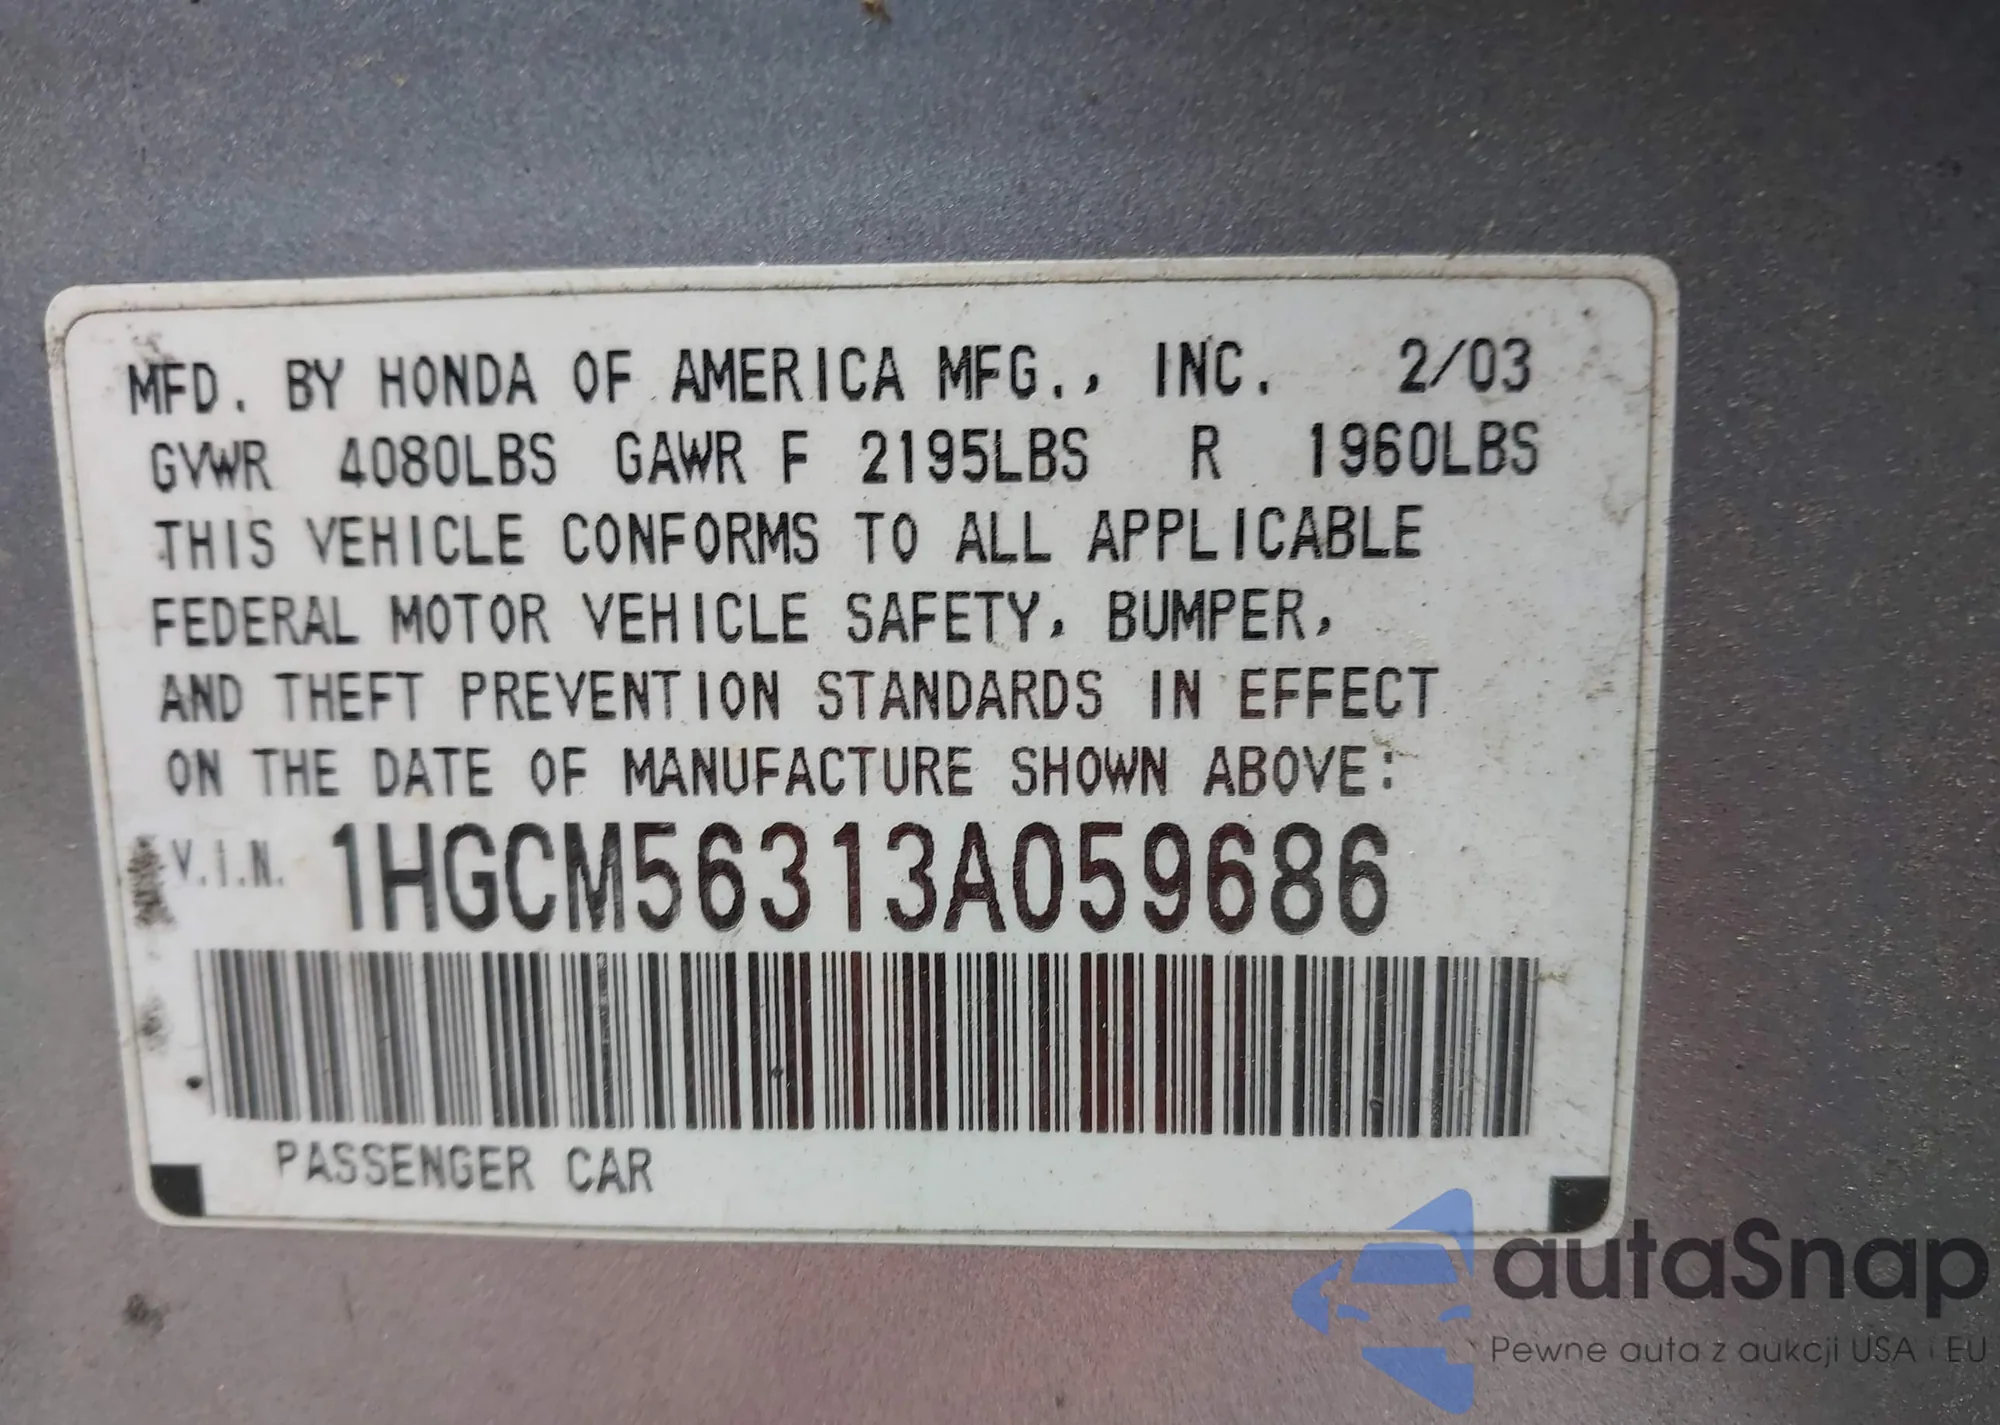 MFD. BY HONDA OF AMERICA MFG., INC. 2/03
GVWR 4080LBS GAWR F 2195LBS R 1960LBS
THIS VEHICLE CONFORMS TO ALL APPLICABLE
FEDERAL MOTOR VEHICLE SAFETY, BUMPER,
AND THEFT PREVENTION STANDARDS IN EFFECT
ON THE DATE OF MANUFACTURE SHOWN ABOVE:
V.I.N. 1HGCM56313A059686
PASSENGER CAR
autaSnap
Pewne auta z aukcji USA i EU